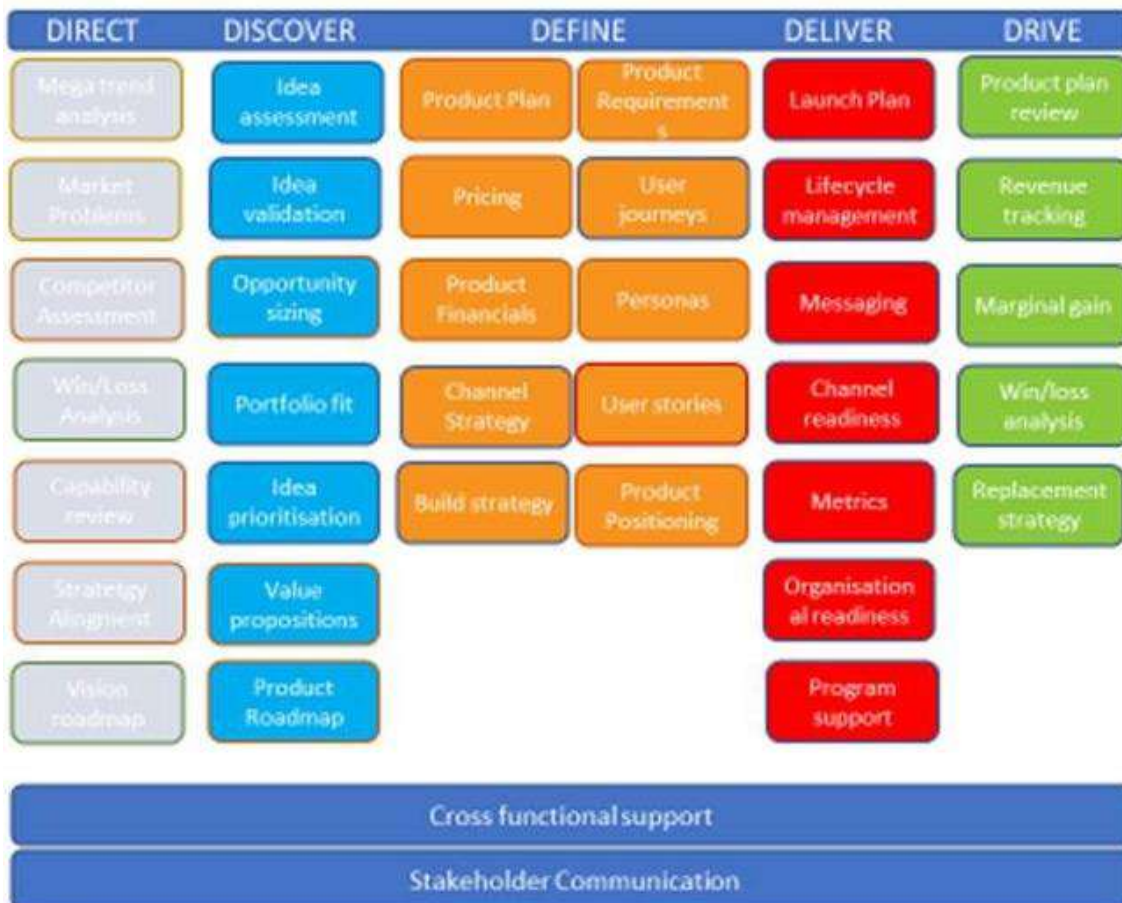 DIRECT
DISCOVER
DEFINE
DELIVER
DRIVE
Mega trend
analysis
Idea
assessment
Product Plan
Product
Requirement
s
Launch Plan
Product plan
review
Market
Problems
Idea
validation
Pricing
User
journeys
Lifecycle
management
Revenue
tracking
Competitor
Assessment
Opportunity
sizing
Product
Financials
Personas
Messaging
Marginal gain
Win/Loss
Analysis
Portfolio fit
Channel
Strategy
User stories
Channel
readiness
Win/loss
analysis
Capability
review
Idea
prioritisation
Build strategy
Product
Positioning
Metrics
Replacement
strategy
Stratetgy
Alingment
Value
propositions
Organisation
al readiness
Vision
roadmap
Product
Roadmap
Program
support
Cross functional support
Stakeholder Communication